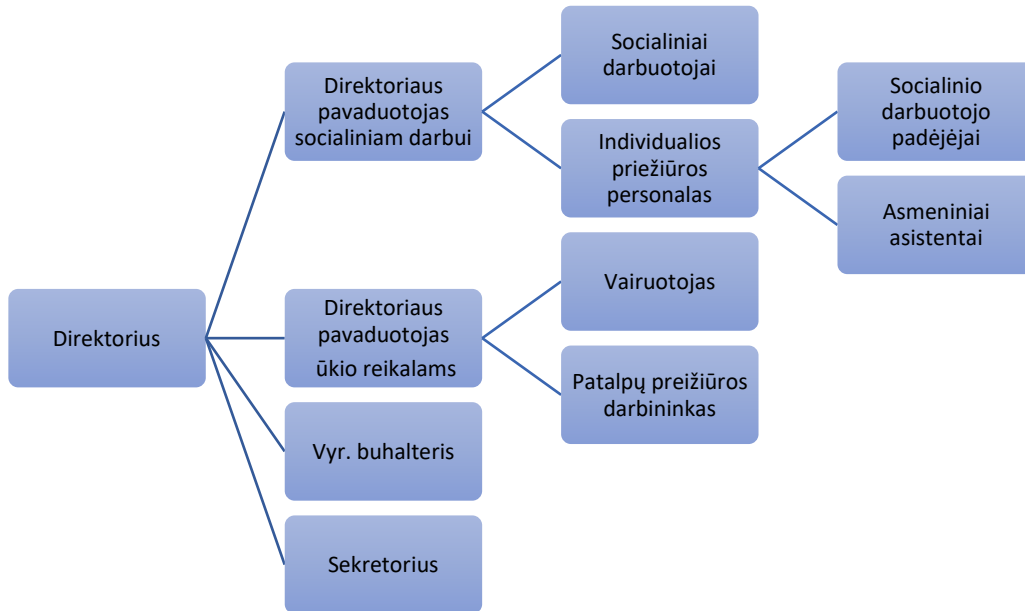 Direktorius
Direktoriaus
pavaduotojas
socialiniam darbui
Socialiniai
darbuotojai
Individualios
priežiūros
personalas
Socialinio
darbuotojo
padėjėjai
Asmeniniai
asistentai
Direktoriaus
pavaduotojas
ūkio reikalams
Vairuotojas
Patalpų preižiūros
darbininkas
Vyr. buhalteris
Sekretorius